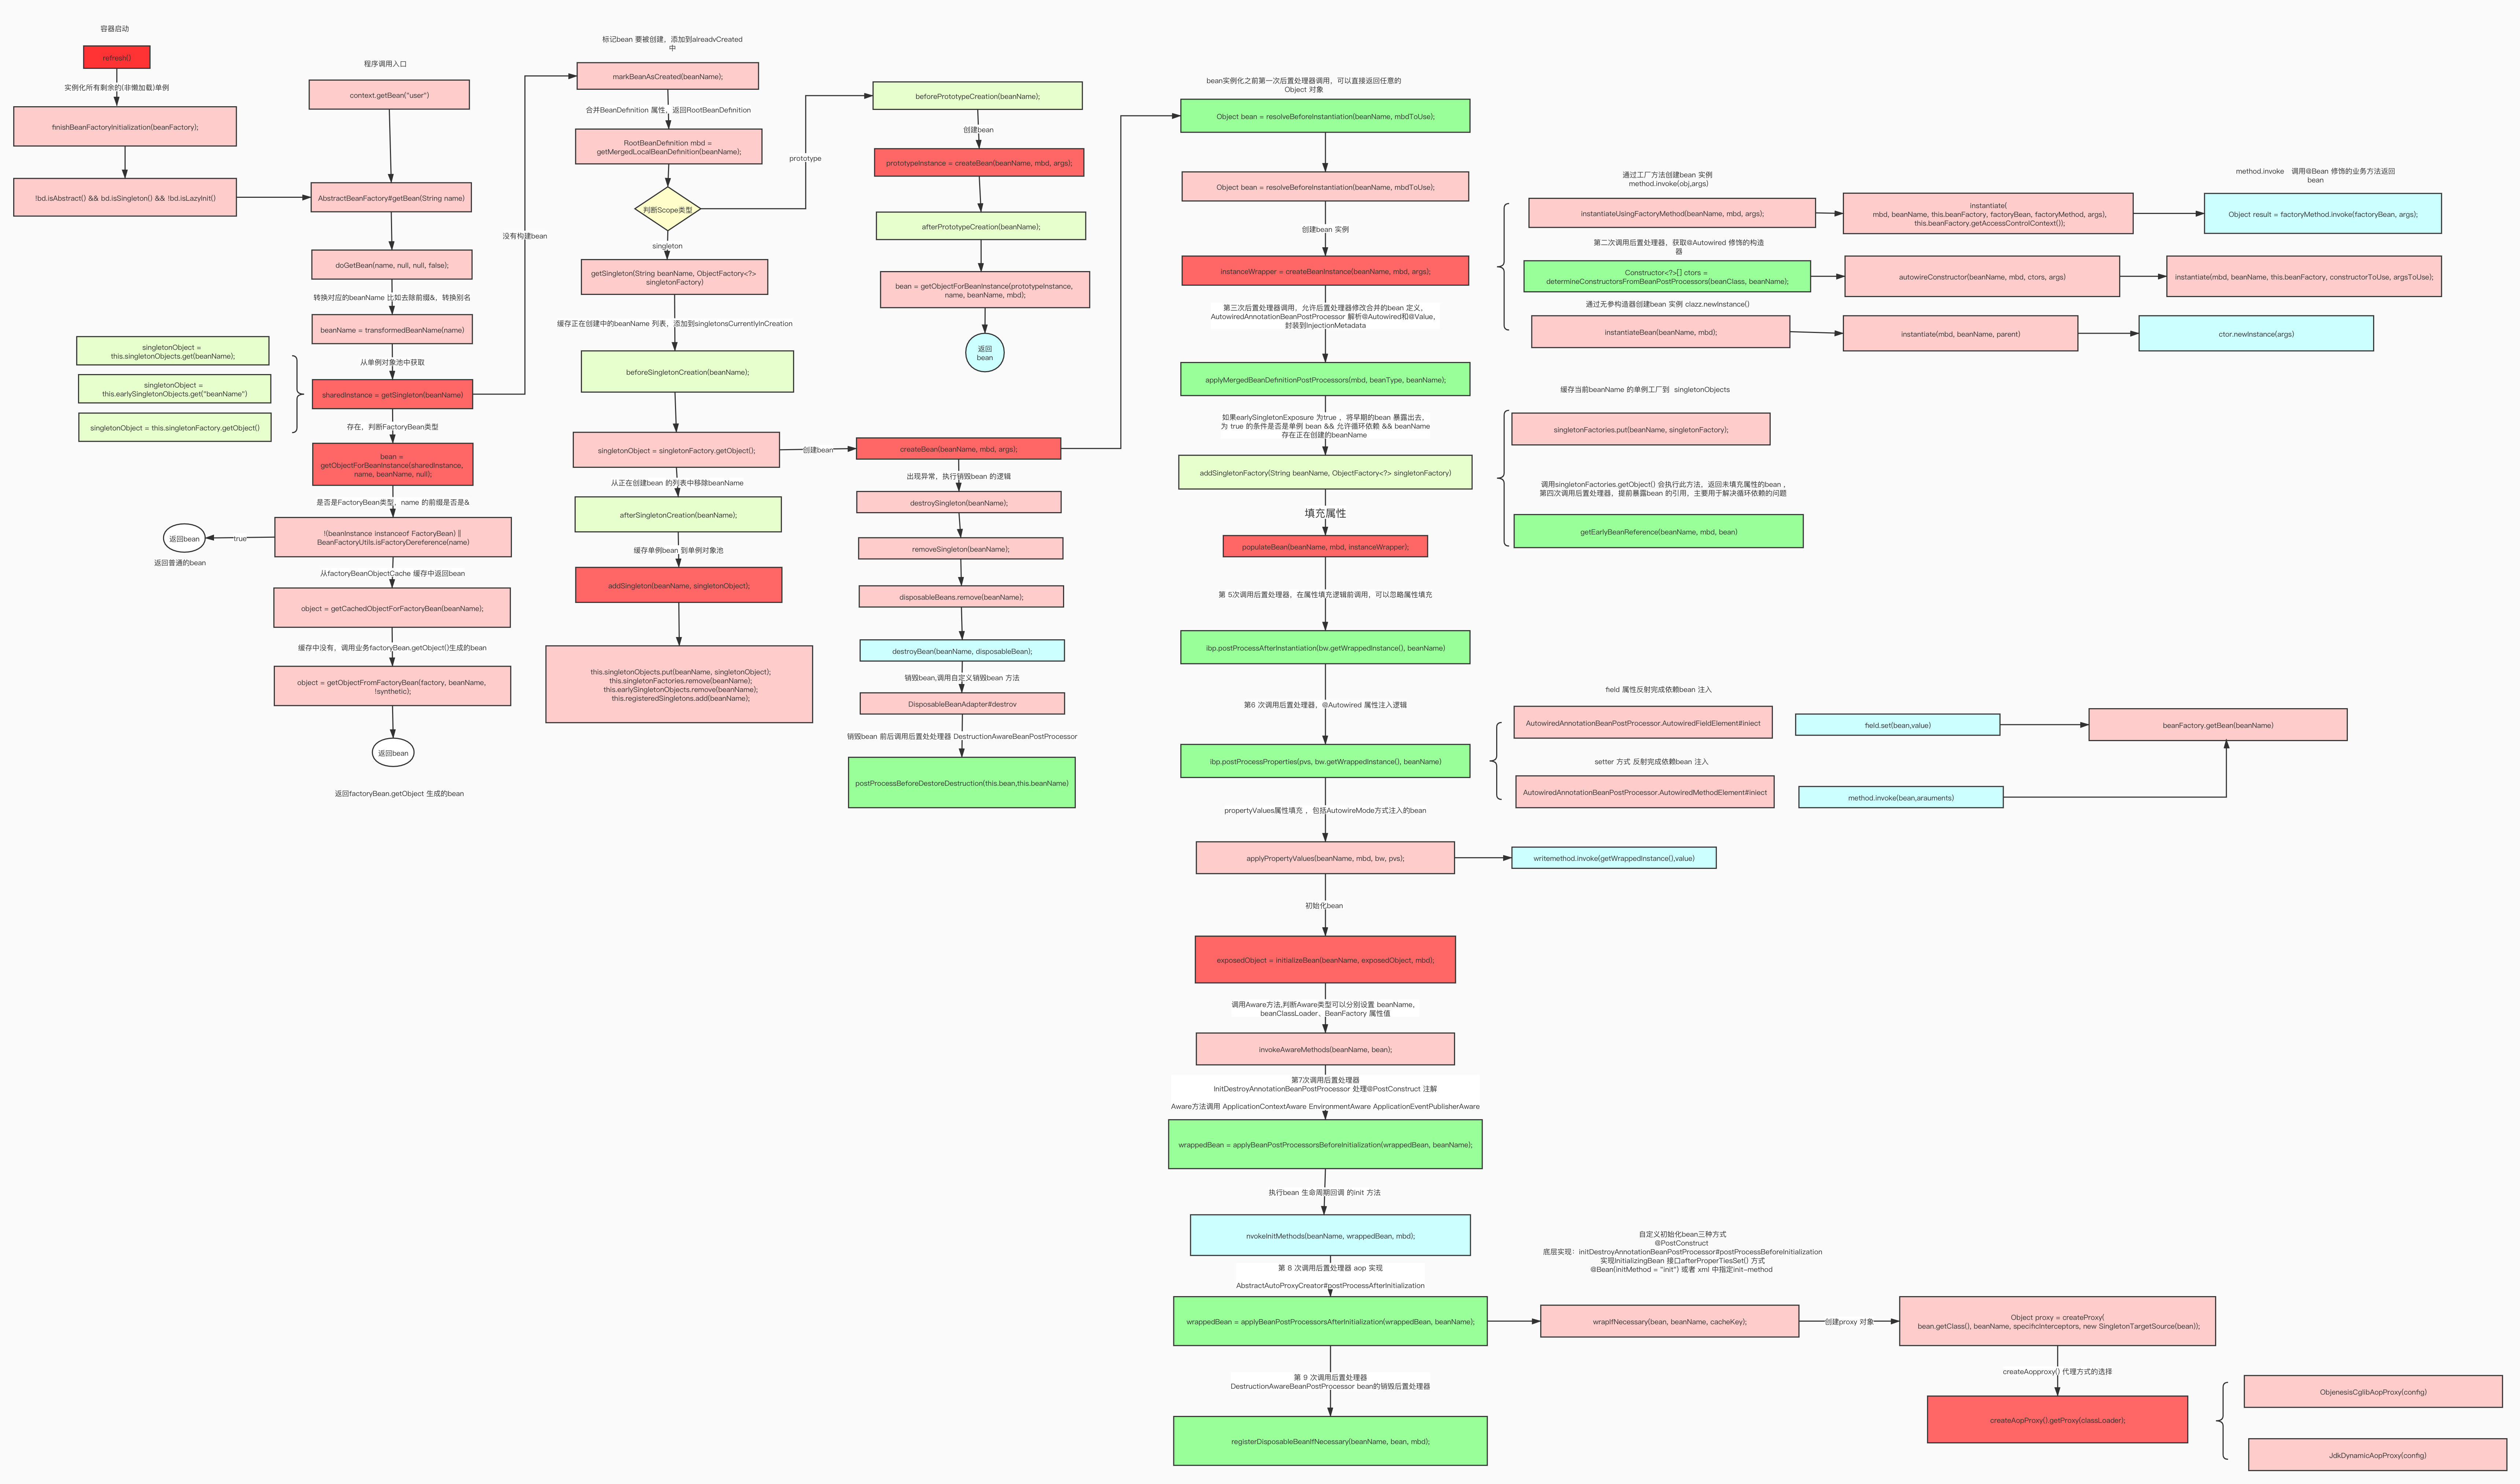 容器启动
refresh()
实例化所有剩余的(非懒加载)单例
finishBeanFactoryInitialization(beanFactory);
!bd.isAbstract() && bd.isSingleton() && !bd.isLazyInit()
程序调用入口
context.getBean("user")
AbstractBeanFactory#getBean(String name)
doGetBean(name, null, null, false);
转换对应的beanName 比如去除前缀&，转换别名
beanName = transformedBeanName(name)
从单例对象池中获取
singletonObject =
this.singletonObjects.get(beanName);
singletonObject =
this.earlySingletonObjects.get("beanName")
singletonObject = this.singletonFactory.getObject()
sharedInstance = getSingleton(beanName)
存在，判断FactoryBean类型
bean =
getObjectForBeanInstance(sharedInstance,
name, beanName, null);
是否是FactoryBean类型，name 的前缀是否是&
!(beanInstance instanceof FactoryBean) ||
BeanFactoryUtils.isFactoryDereference(name)
true
返回bean
返回普通的bean
从factoryBeanObjectCache 缓存中返回bean
object = getCachedObjectForFactoryBean(beanName);
缓存中没有，调用业务factoryBean.getObject()生成的bean
object = getObjectFromFactoryBean(factory, beanName,
!synthetic);
返回bean
返回factoryBean.getObject 生成的bean
没有构建bean
标记bean 要被创建，添加到alreadvCreated
中
markBeanAsCreated(beanName);
合并BeanDefinition 属性，返回RootBeanDefinition
RootBeanDefinition mbd =
getMergedLocalBeanDefinition(beanName);
判断Scope类型
prototype
singleton
getSingleton(String beanName, ObjectFactory<?>
singletonFactory)
缓存正在创建中的beanName 列表，添加到singletonsCurrentlyInCreation
beforeSingletonCreation(beanName);
singletonObject = singletonFactory.getObject();
创建bean
从正在创建bean 的列表中移除beanName
afterSingletonCreation(beanName);
缓存单例bean 到单例对象池
addSingleton(beanName, singletonObject);
this.singletonObjects.put(beanName, singletonObject);
this.singletonFactories.remove(beanName);
this.earlySingletonObjects.remove(beanName);
this.registeredSingletons.add(beanName);
beforePrototypeCreation(beanName);
创建bean
prototypeInstance = createBean(beanName, mbd, args);
afterPrototypeCreation(beanName);
bean = getObjectForBeanInstance(prototypeInstance,
name, beanName, mbd);
返回
bean
createBean(beanName, mbd, args);
出现异常，执行销毁bean 的逻辑
destroySingleton(beanName);
removeSingleton(beanName);
disposableBeans.remove(beanName);
destroyBean(beanName, disposableBean);
销毁bean,调用自定义销毁bean 方法
DisposableBeanAdapter#destrov
销毁bean 前后调用后置处处理器 DestructionAwareBeanPostProcessor
postProcessBeforeDestoreDestruction(this.bean,this.beanName)
bean实例化之前第一次后置处理器调用，可以直接返回任意的
Object 对象
Object bean = resolveBeforeInstantiation(beanName, mbdToUse);
Object bean = resolveBeforeInstantiation(beanName, mbdToUse);
创建bean 实例
instanceWrapper = createBeanInstance(beanName, mbd, args);
第三次后置处理器调用，允许后置处理器修改合并的bean 定义，
AutowiredAnnotationBeanPostProcessor 解析@Autowired和@Value，
封装到InjectionMetadata
applyMergedBeanDefinitionPostProcessors(mbd, beanType, beanName);
如果earlySingletonExposure 为true ，将早期的bean 暴露出去，
为 true 的条件是否是单例 bean && 允许循环依赖 && beanName
存在正在创建的beanName
addSingletonFactory(String beanName, ObjectFactory<?> singletonFactory)
填充属性
populateBean(beanName, mbd, instanceWrapper);
第 5次调用后置处理器，在属性填充逻辑前调用，可以忽略属性填充
ibp.postProcessAfterInstantiation(bw.getWrappedInstance(), beanName)
第6 次调用后置处理器，@Autowired 属性注入逻辑
ibp.postProcessProperties(pvs, bw.getWrappedInstance(), beanName)
propertyValues属性填充 ，包括AutowireMode方式注入的bean
applyPropertyValues(beanName, mbd, bw, pvs);
writemethod.invoke(getWrappedInstance(),value)
初始化bean
exposedObject = initializeBean(beanName, exposedObject, mbd);
调用Aware方法,判断Aware类型可以分别设置 beanName、
beanClassLoader、BeanFactory 属性值
invokeAwareMethods(beanName, bean);
第7次调用后置处理器
InitDestroyAnnotationBeanPostProcessor 处理@PostConstruct 注解
Aware方法调用 ApplicationContextAware EnvironmentAware ApplicationEventPublisherAware
wrappedBean = applyBeanPostProcessorsBeforeInitialization(wrappedBean, beanName);
执行bean 生命周期回调 的init 方法
nvokeInitMethods(beanName, wrappedBean, mbd);
第 8 次调用后置处理器 aop 实现
AbstractAutoProxyCreator#postProcessAfterInitialization
wrappedBean = applyBeanPostProcessorsAfterInitialization(wrappedBean, beanName);
第 9 次调用后置处理器
DestructionAwareBeanPostProcessor bean的销毁后置处理器
registerDisposableBeanIfNecessary(beanName, bean, mbd);
通过工厂方法创建bean 实例
method.invoke(obj,args)
instantiateUsingFactoryMethod(beanName, mbd, args);
instantiate(
mbd, beanName, this.beanFactory, factoryBean, factoryMethod, args),
this.beanFactory.getAccessControlContext());
method.invoke 调用@Bean 修饰的业务方法返回
bean
Object result = factoryMethod.invoke(factoryBean, args);
第二次调用后置处理器，获取@Autowired 修饰的构造
器
Constructor<?>[] ctors =
determineConstructorsFromBeanPostProcessors(beanClass, beanName);
autowireConstructor(beanName, mbd, ctors, args)
instantiate(mbd, beanName, this.beanFactory, constructorToUse, argsToUse);
通过无参构造器创建bean 实例 clazz.newInstance()
instantiateBean(beanName, mbd);
instantiate(mbd, beanName, parent)
ctor.newInstance(args)
缓存当前beanName 的单例工厂到 singletonObjects
singletonFactories.put(beanName, singletonFactory);
调用singletonFactories.getObject() 会执行此方法，返回未填充属性的bean ，
第四次调用后置处理器，提前暴露bean 的引用，主要用于解决循环依赖的问题
getEarlyBeanReference(beanName, mbd, bean)
field 属性反射完成依赖bean 注入
AutowiredAnnotationBeanPostProcessor.AutowiredFieldElement#iniect
field.set(bean,value)
beanFactory.getBean(beanName)
setter 方式 反射完成依赖bean 注入
AutowiredAnnotationBeanPostProcessor.AutowiredMethodElement#iniect
method.invoke(bean,arauments)
自定义初始化bean三种方式
@PostConstruct
底层实现：initDestroyAnnotationBeanPostProcessor#postProcessBeforeInitialization
实现InitializingBean 接口afterProperTiesSet() 方式
@Bean(initMethod = "init") 或者 xml 中指定init-method
wrapIfNecessary(bean, beanName, cacheKey);
创建proxy 对象
Object proxy = createProxy(
bean.getClass(), beanName, specificInterceptors, new SingletonTargetSource(bean));
createAopproxy() 代理方式的选择
createAopProxy().getProxy(classLoader);
ObjenesisCglibAopProxy(config)
JdkDynamicAopProxy(config)